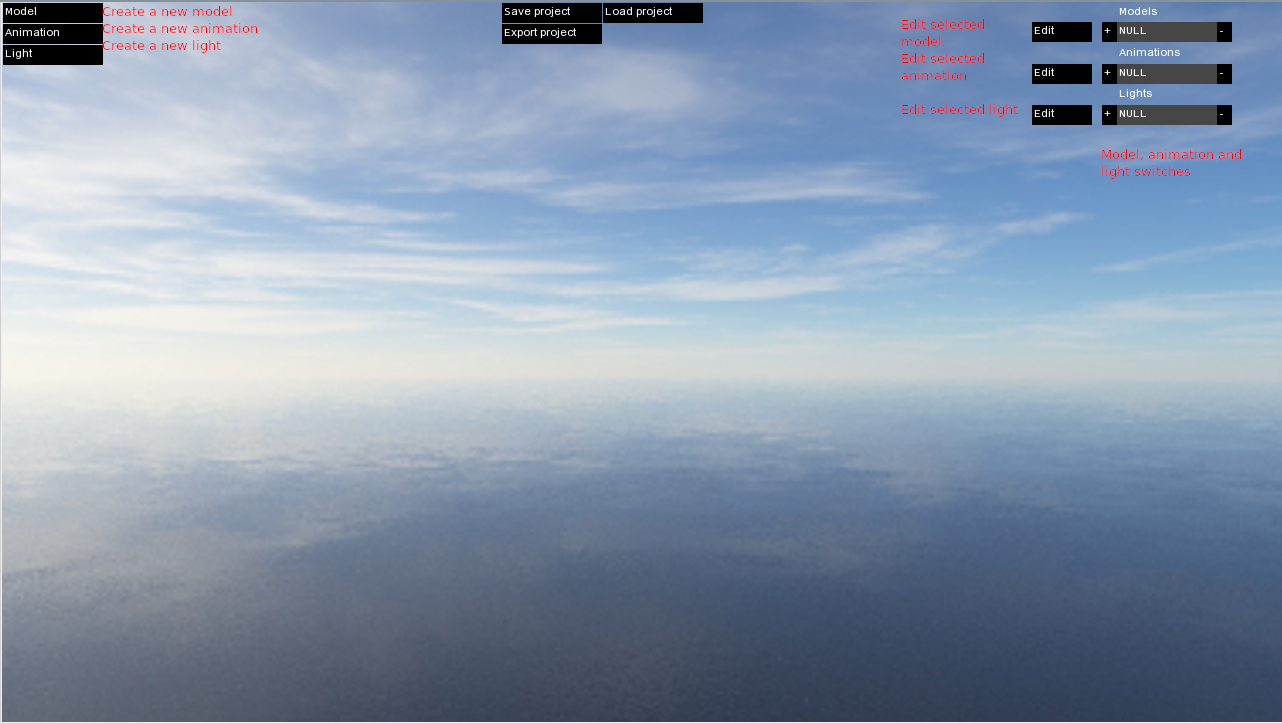 Model
Create a new model
Animation
Create a new animation
Light
Create a new light
Save project
Load project
Export project
Edit selected
model
Edit selected
animation
Edit selected light
Models
Edit
+ NULL -
Animations
Edit
+ NULL -
Lights
Edit
+ NULL -
Model, animation and
light switches